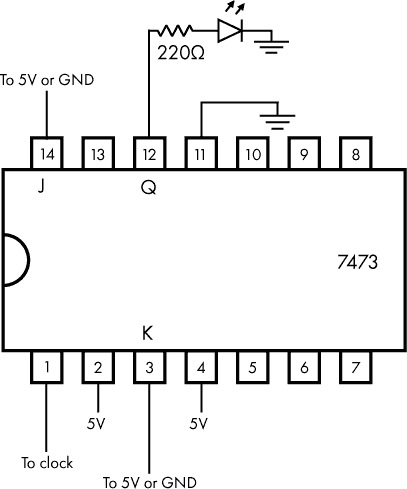 220Ω
To 5V or GND
14 13 12 11 10 9 8
J Q
7473
K
1 2 3 4 5 6 7
5V 5V
To clock
To 5V or GND